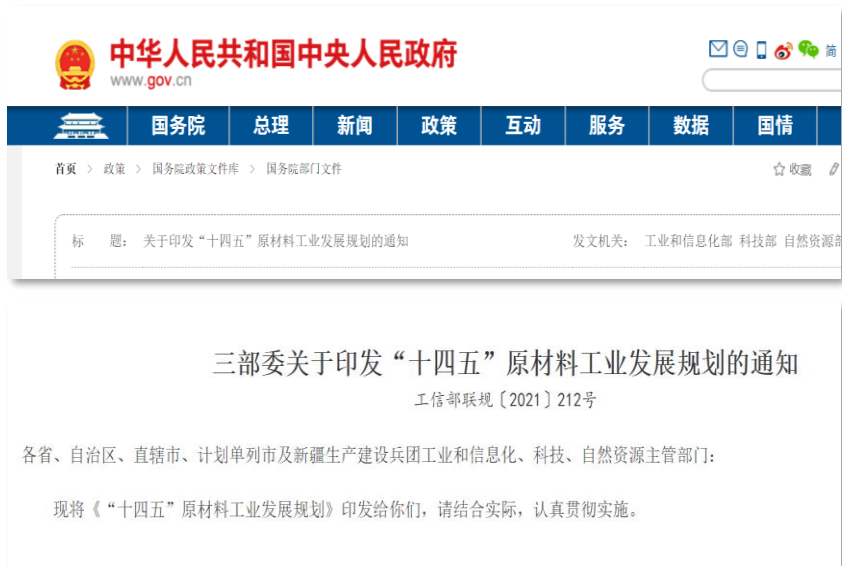 中华人民共和国中央人民政府
www.gov.cn
简
国务院 总理 新闻 政策 互动 服务 数据 国情
首页 > 政策 > 国务院政策文件库 > 国务院部门文件
收藏
标 题: 关于印发“十四五”原材料工业发展规划的通知 发文机关: 工业和信息化部 科技部 自然资源部
三部委关于印发“十四五”原材料工业发展规划的通知
工信部联规〔2021〕212号
各省、自治区、直辖市、计划单列市及新疆生产建设兵团工业和信息化、科技、自然资源主管部门:
现将《“十四五”原材料工业发展规划》印发给你们，请结合实际，认真贯彻实施。